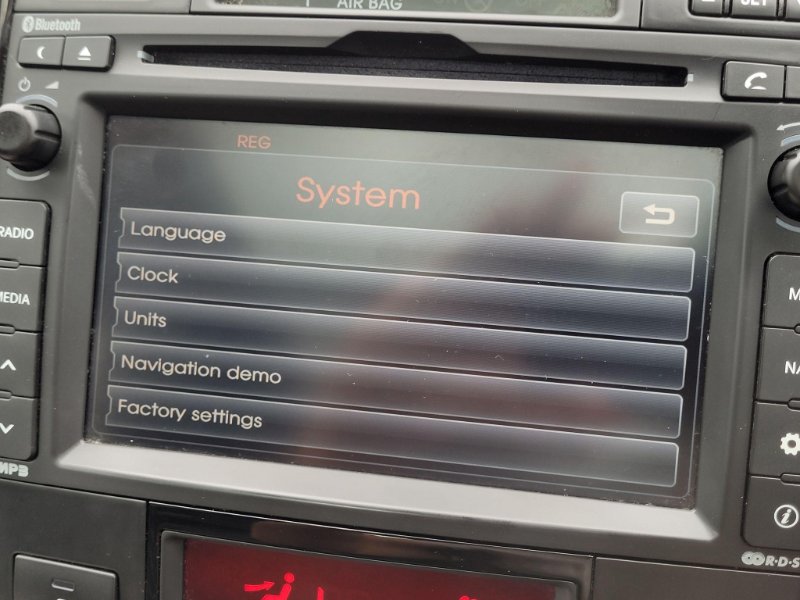 AIR BAG
Bluetooth
REG
System
Language
RADIO
Clock
MEDIA
Units
Navigation demo
Factory settings
MP3
R·D·S